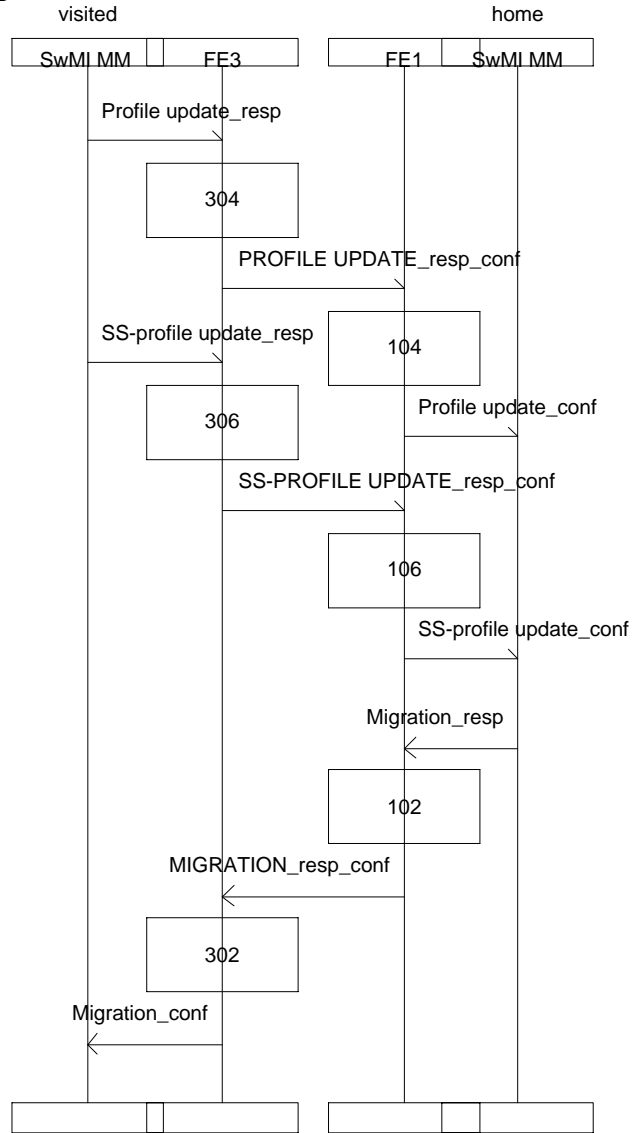 visited home
SwMI MM FE3 FE1 SwMI MM
Profile update_resp
304
PROFILE UPDATE_resp_conf
SS-profile update_resp
104
Profile update_conf
306
SS-PROFILE UPDATE_resp_conf
106
SS-profile update_conf
Migration_resp
102
MIGRATION_resp_conf
302
Migration_conf